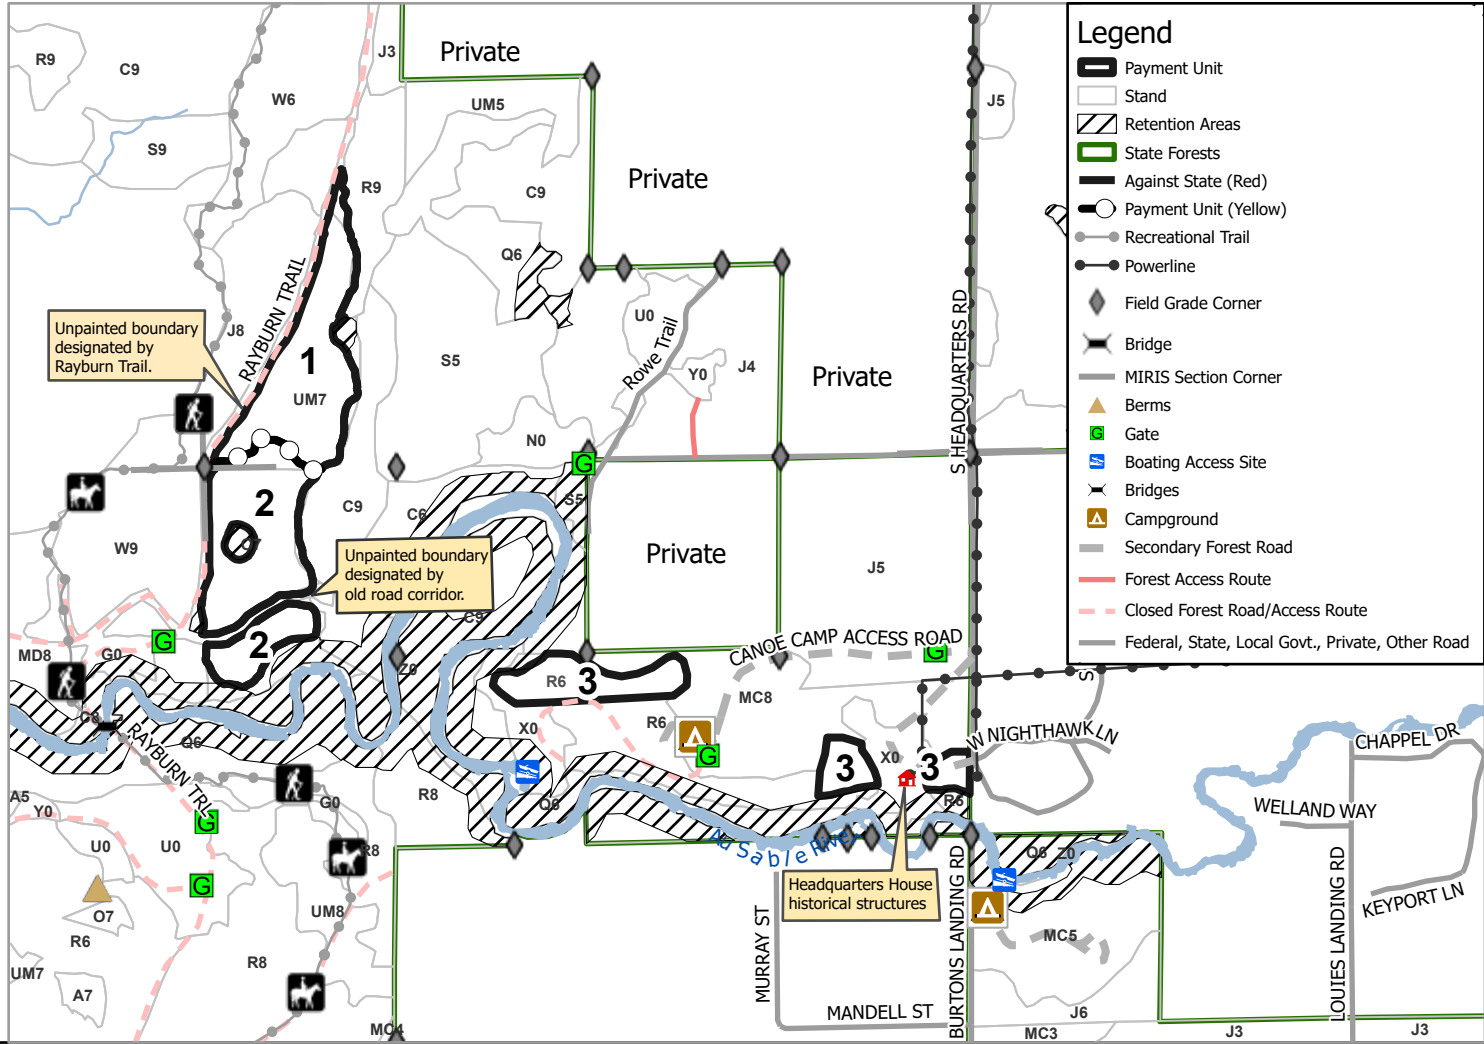 R9
C9
W6
S9
J3
Private
UM5
J5
R9
C9
Private
Q6
RAYBURN TRAIL
S HEADQUARTERS RD
Unpainted boundary
designated by
Rayburn Trail.
J8
1
UM7
S5
U0
Rowe Trail
Y0
J4
Private
N0
2
C9
C6
S5
W9
Private
J5
Unpainted boundary
designated by
old road corridor.
C9
MD8
G0
2
Z0
R6
3
CANOE CAMP ACCESS ROAD
MC8
S
C8
Q6
RAYBURN TRL
X0
R6
X0
3
3
W NIGHTHAWK LN
CHAPPEL DR
WELLAND WAY
KEYPORT LN
LOUIES LANDING RD
A5
Y0
G0
R8
Q6
R6
Au Sable River
U0
U0
R8
Q6
Z0
Headquarters House
historical structures
O7
R6
UM8
UM7
A7
R8
MURRAY ST
BURTONS LANDING RD
MC5
MANDELL ST
J6
MC4
MC3
J3
J3
Legend
Payment Unit
Stand
Retention Areas
State Forests
Against State (Red)
Payment Unit (Yellow)
Recreational Trail
Powerline
Field Grade Corner
Bridge
MIRIS Section Corner
Berms
G Gate
Boating Access Site
Bridges
Campground
Secondary Forest Road
Forest Access Route
Closed Forest Road/Access Route
Federal, State, Local Govt., Private, Other Road
G
G
G
G
G
G